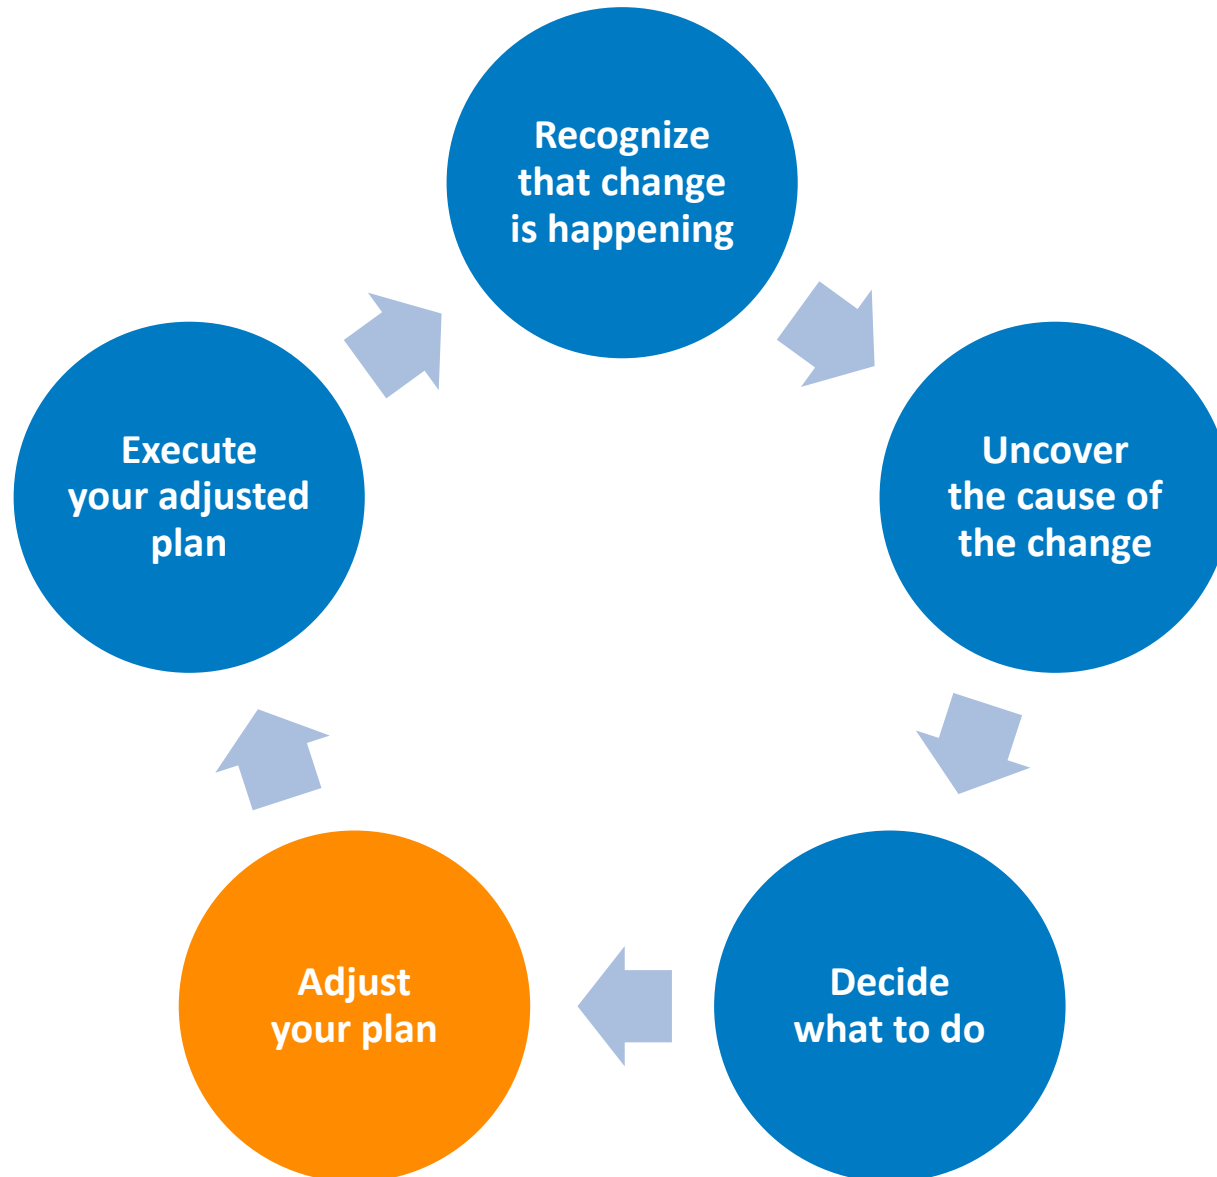 Recognize
that change
is happening
Uncover
the cause of
the change
Decide
what to do
Adjust
your plan
Execute
your adjusted
plan